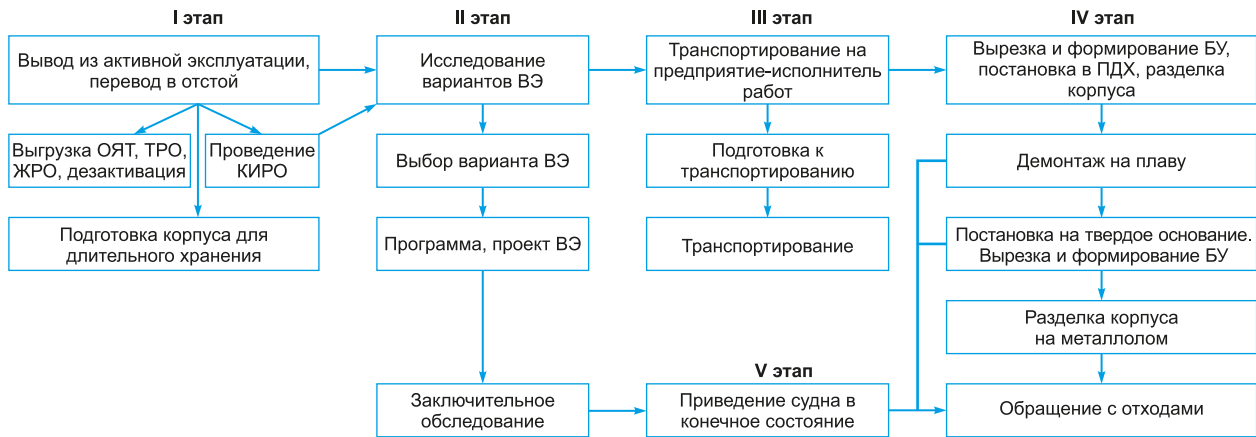 I этап
Вывод из активной эксплуатации,
перевод в отстой
Выгрузка ОЯТ, ТРО,
ЖРО, дезактивация
Проведение
КИРО
Подготовка корпуса для
длительного хранения
II этап
Исследование
вариантов ВЭ
Выбор варианта ВЭ
Программа, проект ВЭ
Заключительное
обследование
III этап
Транспортирование на
предприятие-исполнитель
работ
Подготовка к
транспортированию
Транспортирование
V этап
Приведение судна в
конечное состояние
IV этап
Вырезка и формирование БУ,
постановка в ПДХ, разделка
корпуса
Демонтаж на плаву
Постановка на твердое основание.
Вырезка и формирование БУ
Разделка корпуса
на металлолом
Обращение с отходами